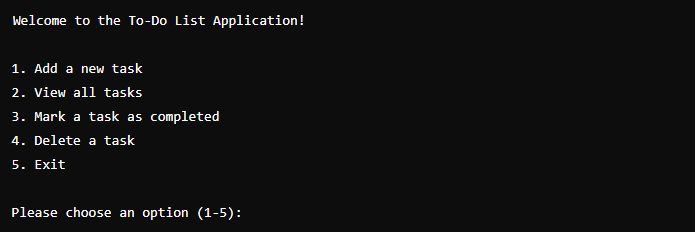 Welcome to the To-Do List Application!
1. Add a new task
2. View all tasks
3. Mark a task as completed
4. Delete a task
5. Exit
Please choose an option (1-5):